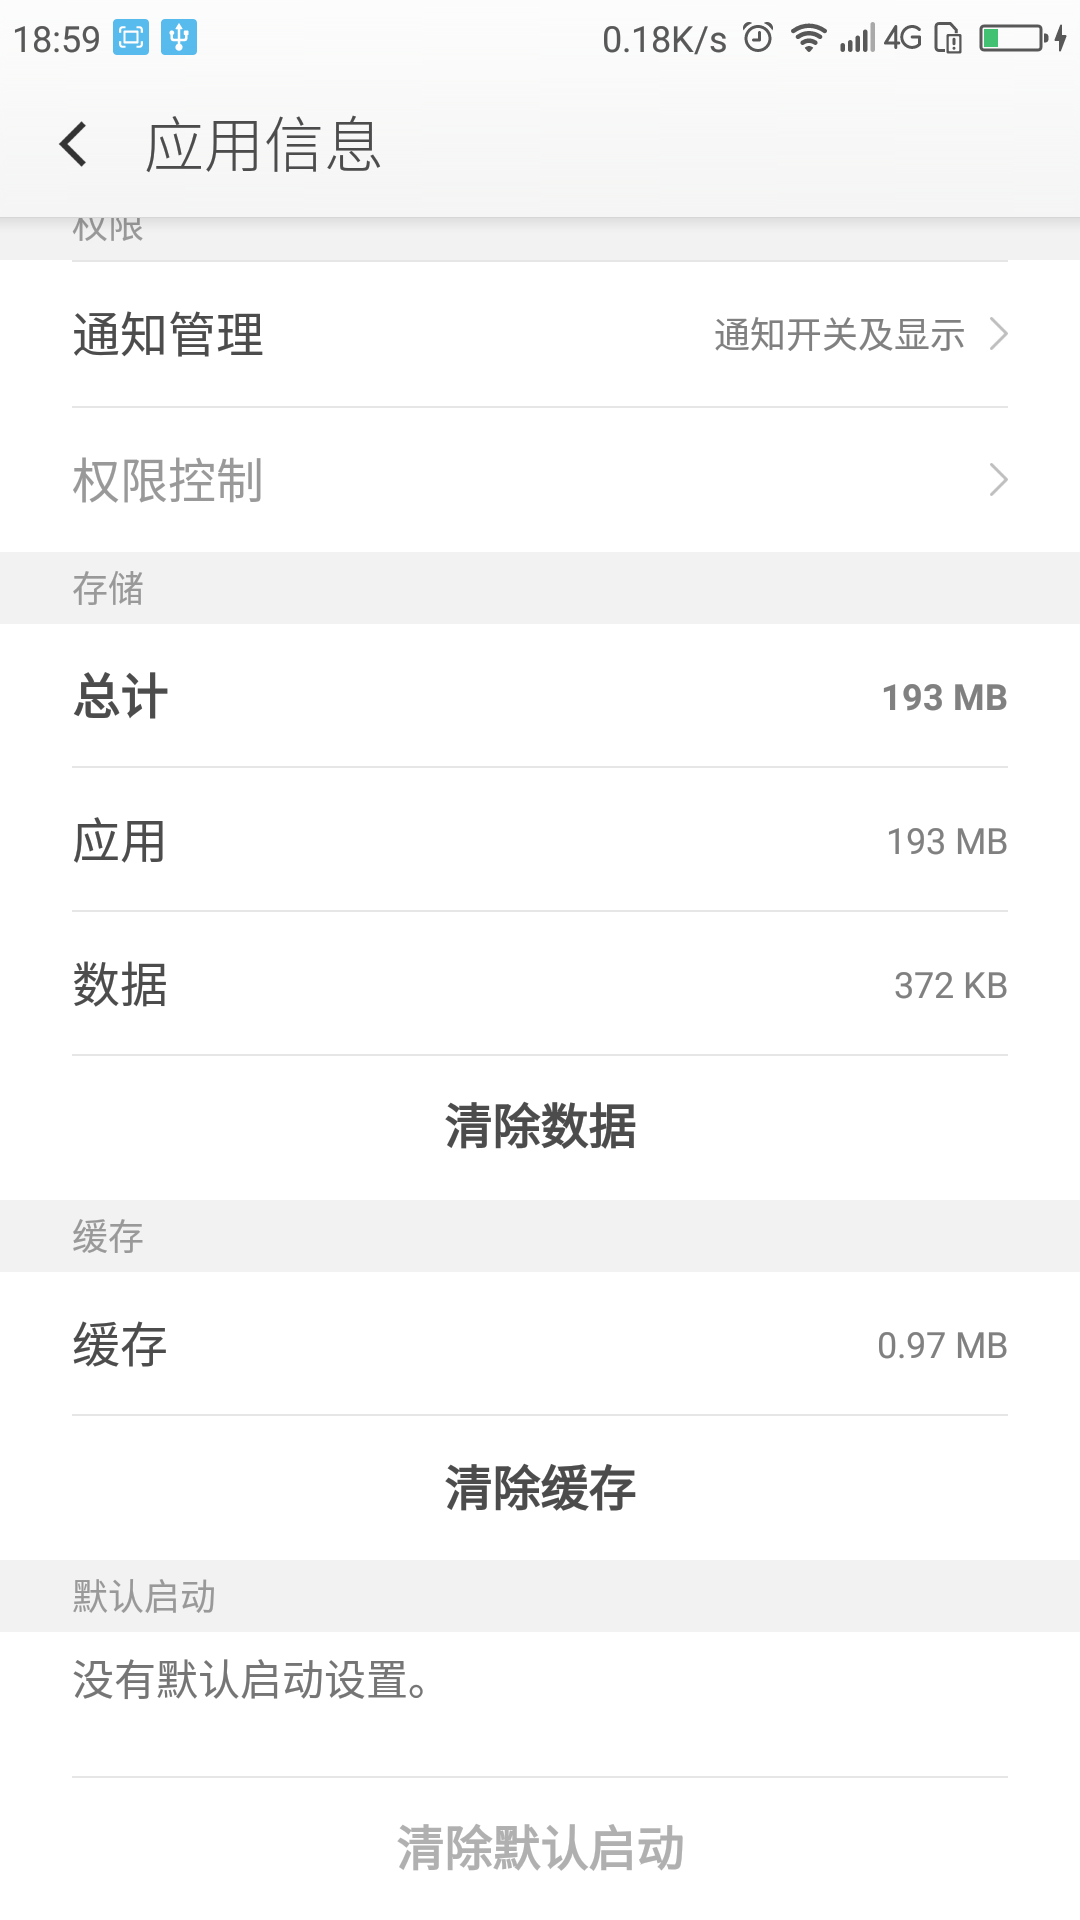 18:59 0.18K/s 4G
应用信息
权限
通知管理 通知开关及显示
权限控制
存储
总计 193 MB
应用 193 MB
数据 372 KB
清除数据
缓存
缓存 0.97 MB
清除缓存
默认启动
没有默认启动设置。
清除默认启动